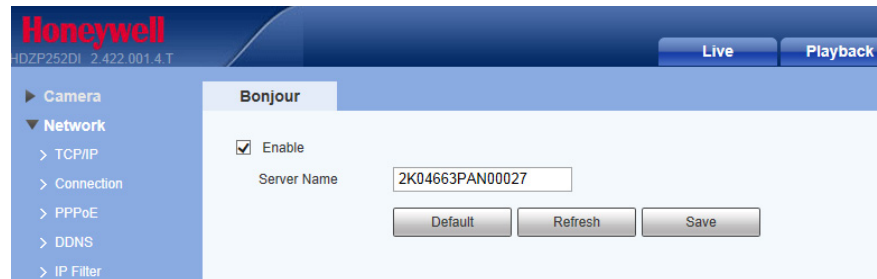 Honeywell
HDZP252DI 2.422.001.4.T
Live Playback
Camera
Network
> TCP/IP
> Connection
> PPPoE
> DDNS
> IP Filter
Bonjour
Enable
Server Name 2K04663PAN00027
Default Refresh Save